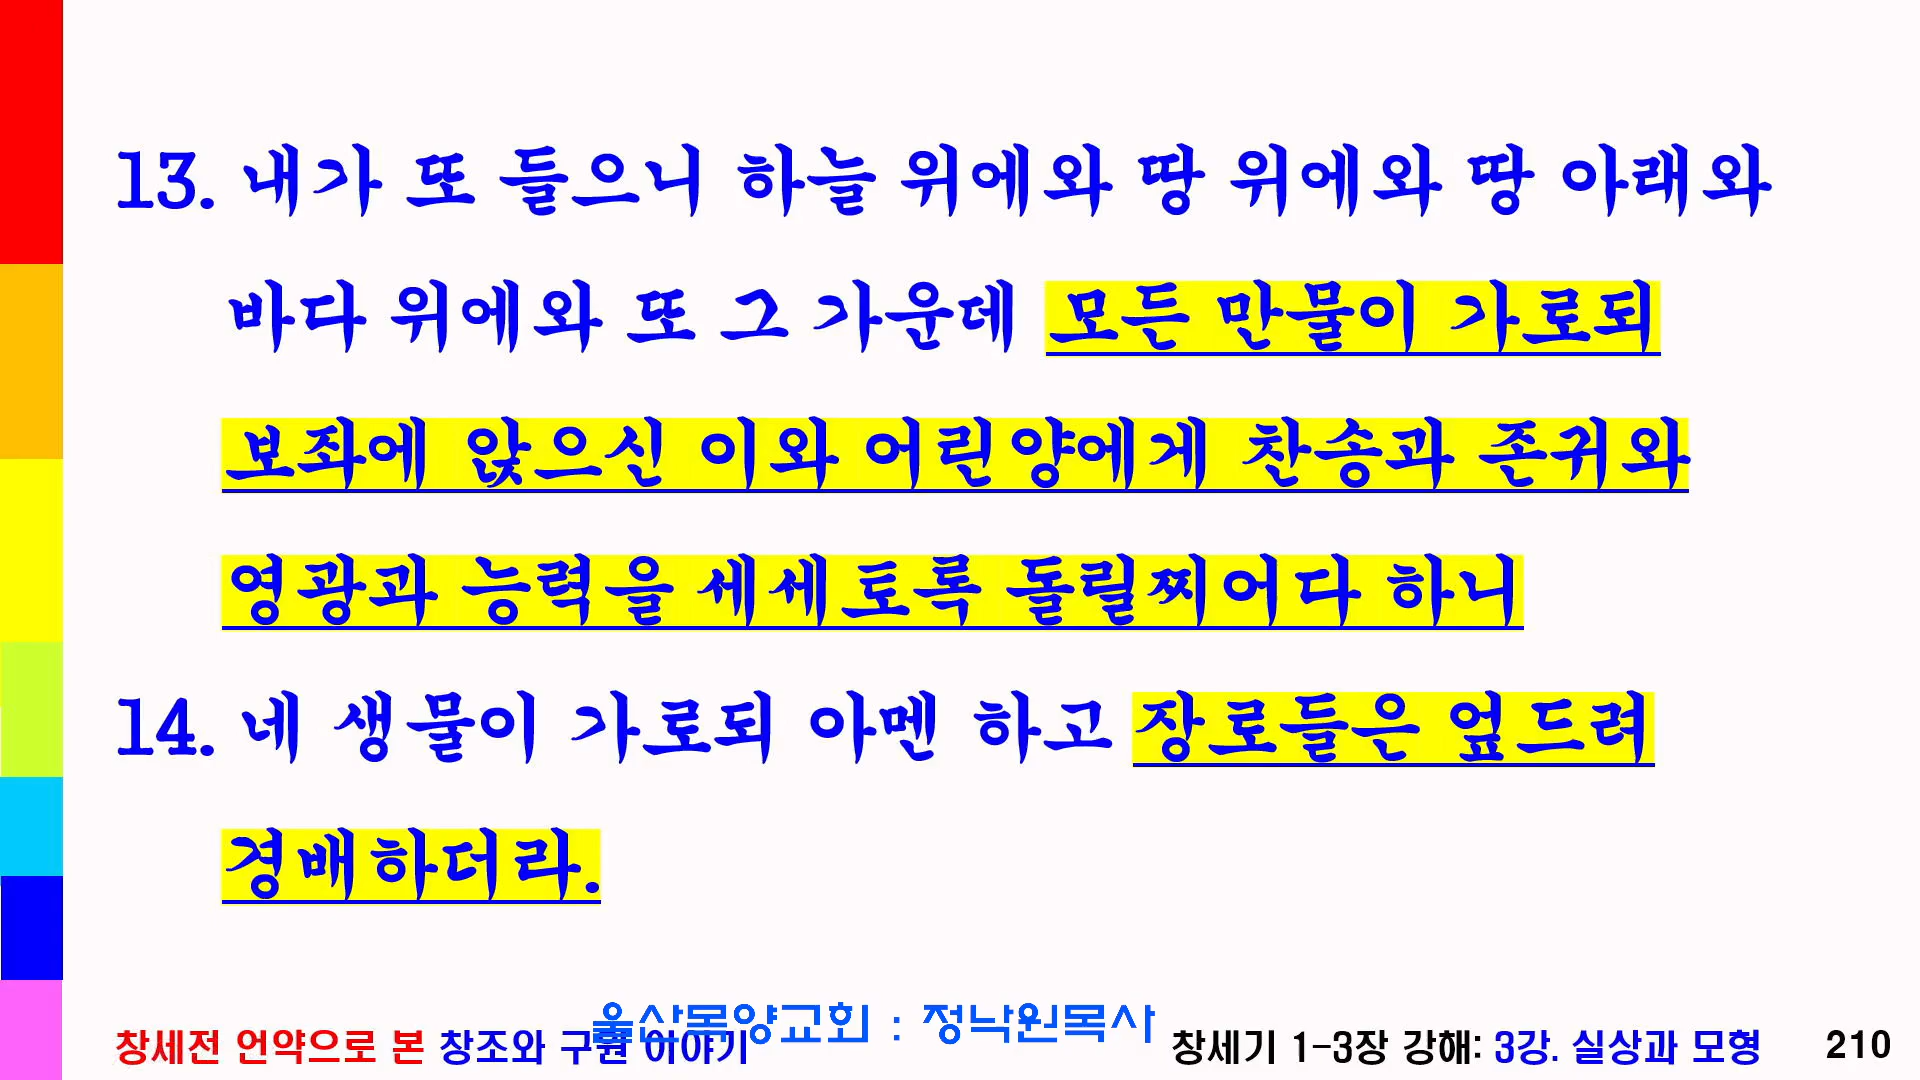 13. 내가 또 들으니 하늘 위에와 땅 위에와 땅 아래와
바다 위에와 또 그 가운데 모든 만물이 가로되
보좌에 앉으신 이와 어린양에게 찬송과 존귀와
영광과 능력을 세세토록 돌릴찌어다 하니
14. 네 생물이 가로되 아멘 하고 장로들은 엎드려
경배하더라.
울산목양교회 : 정낙원목사
창세전 언약으로 본 창조와 구원 이야기
창세기 1-3장 강해: 3강. 실상과 모형
210